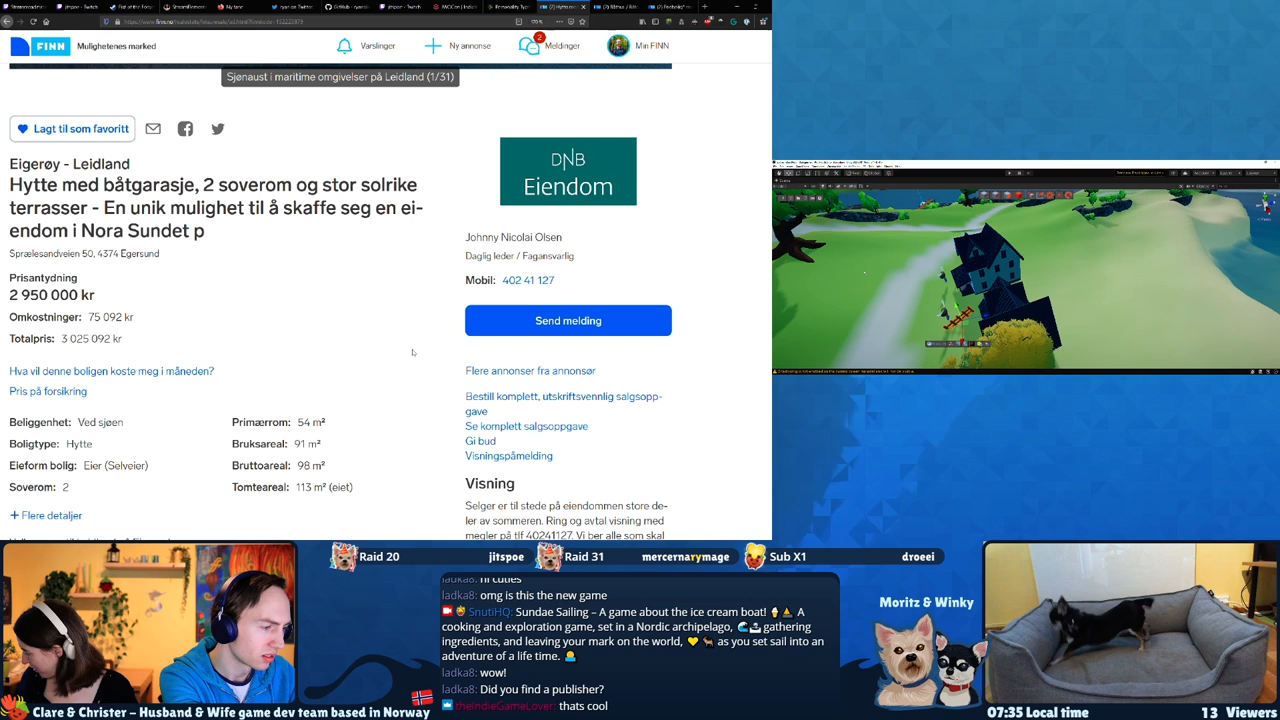 FINN
Mulighetenes marked
Varslinger
Ny annonse
2
Meldinger
Min FINN
Sjønaust i maritime omgivelser på Leidland (1/31)
Lagt til som favoritt
Eigerøy - Leidland
Hytte med båtgarasje, 2 soverom og stor solrike
terrasser - En unik mulighet til å skaffe seg en ei-
endom i Nora Sundet p
Sprælesandveien 50, 4374 Egersund
Prisantydning
2 950 000 kr
Omkostninger: 75 092 kr
Totalpris: 3 025 092 kr
Hva vil denne boligen koste meg i måneden?
Pris på forsikring
Beliggenhet: Ved sjøen
Primærrom: 54 m²
Boligtype: Hytte
Bruksareal: 91 m²
Eieform bolig: Eier (Selveier)
Bruttoareal: 98 m²
Soverom: 2
Tomteareal: 113 m² (eiet)
+ Flere detaljer
DNB
Eiendom
Johnny Nicolai Olsen
Daglig leder / Fagansvarlig
Mobil: 402 41 127
Send melding
Flere annonser fra annonsør
Bestill komplett, utskriftsvennlig salgsopp-
gave
Se komplett salgsoppgave
Gi bud
Visningspåmelding
Visning
Selger er til stede på eiendommen store de-
ler av sommeren. Ring og avtal visning med
megler på tlf 40241127. Vi ber alle som skal
Raid 20
jitspoe
Raid 31
mercernarymage
Sub X1
droeei
ladka8: hi cuties
ladka8: omg is this the new game
SnutiHQ: Sundae Sailing – A game about the ice cream boat! A
cooking and exploration game, set in a Nordic archipelago, gathering
ingredients, and leaving your mark on the world, as you set sail into an
adventure of a life time.
ladka8: wow!
ladka8: Did you find a publisher?
theIndieGameLover: thats cool
Moritz & Winky
Clare & Christer – Husband & Wife game dev team based in Norway
07:35 Local time
13 Viewers